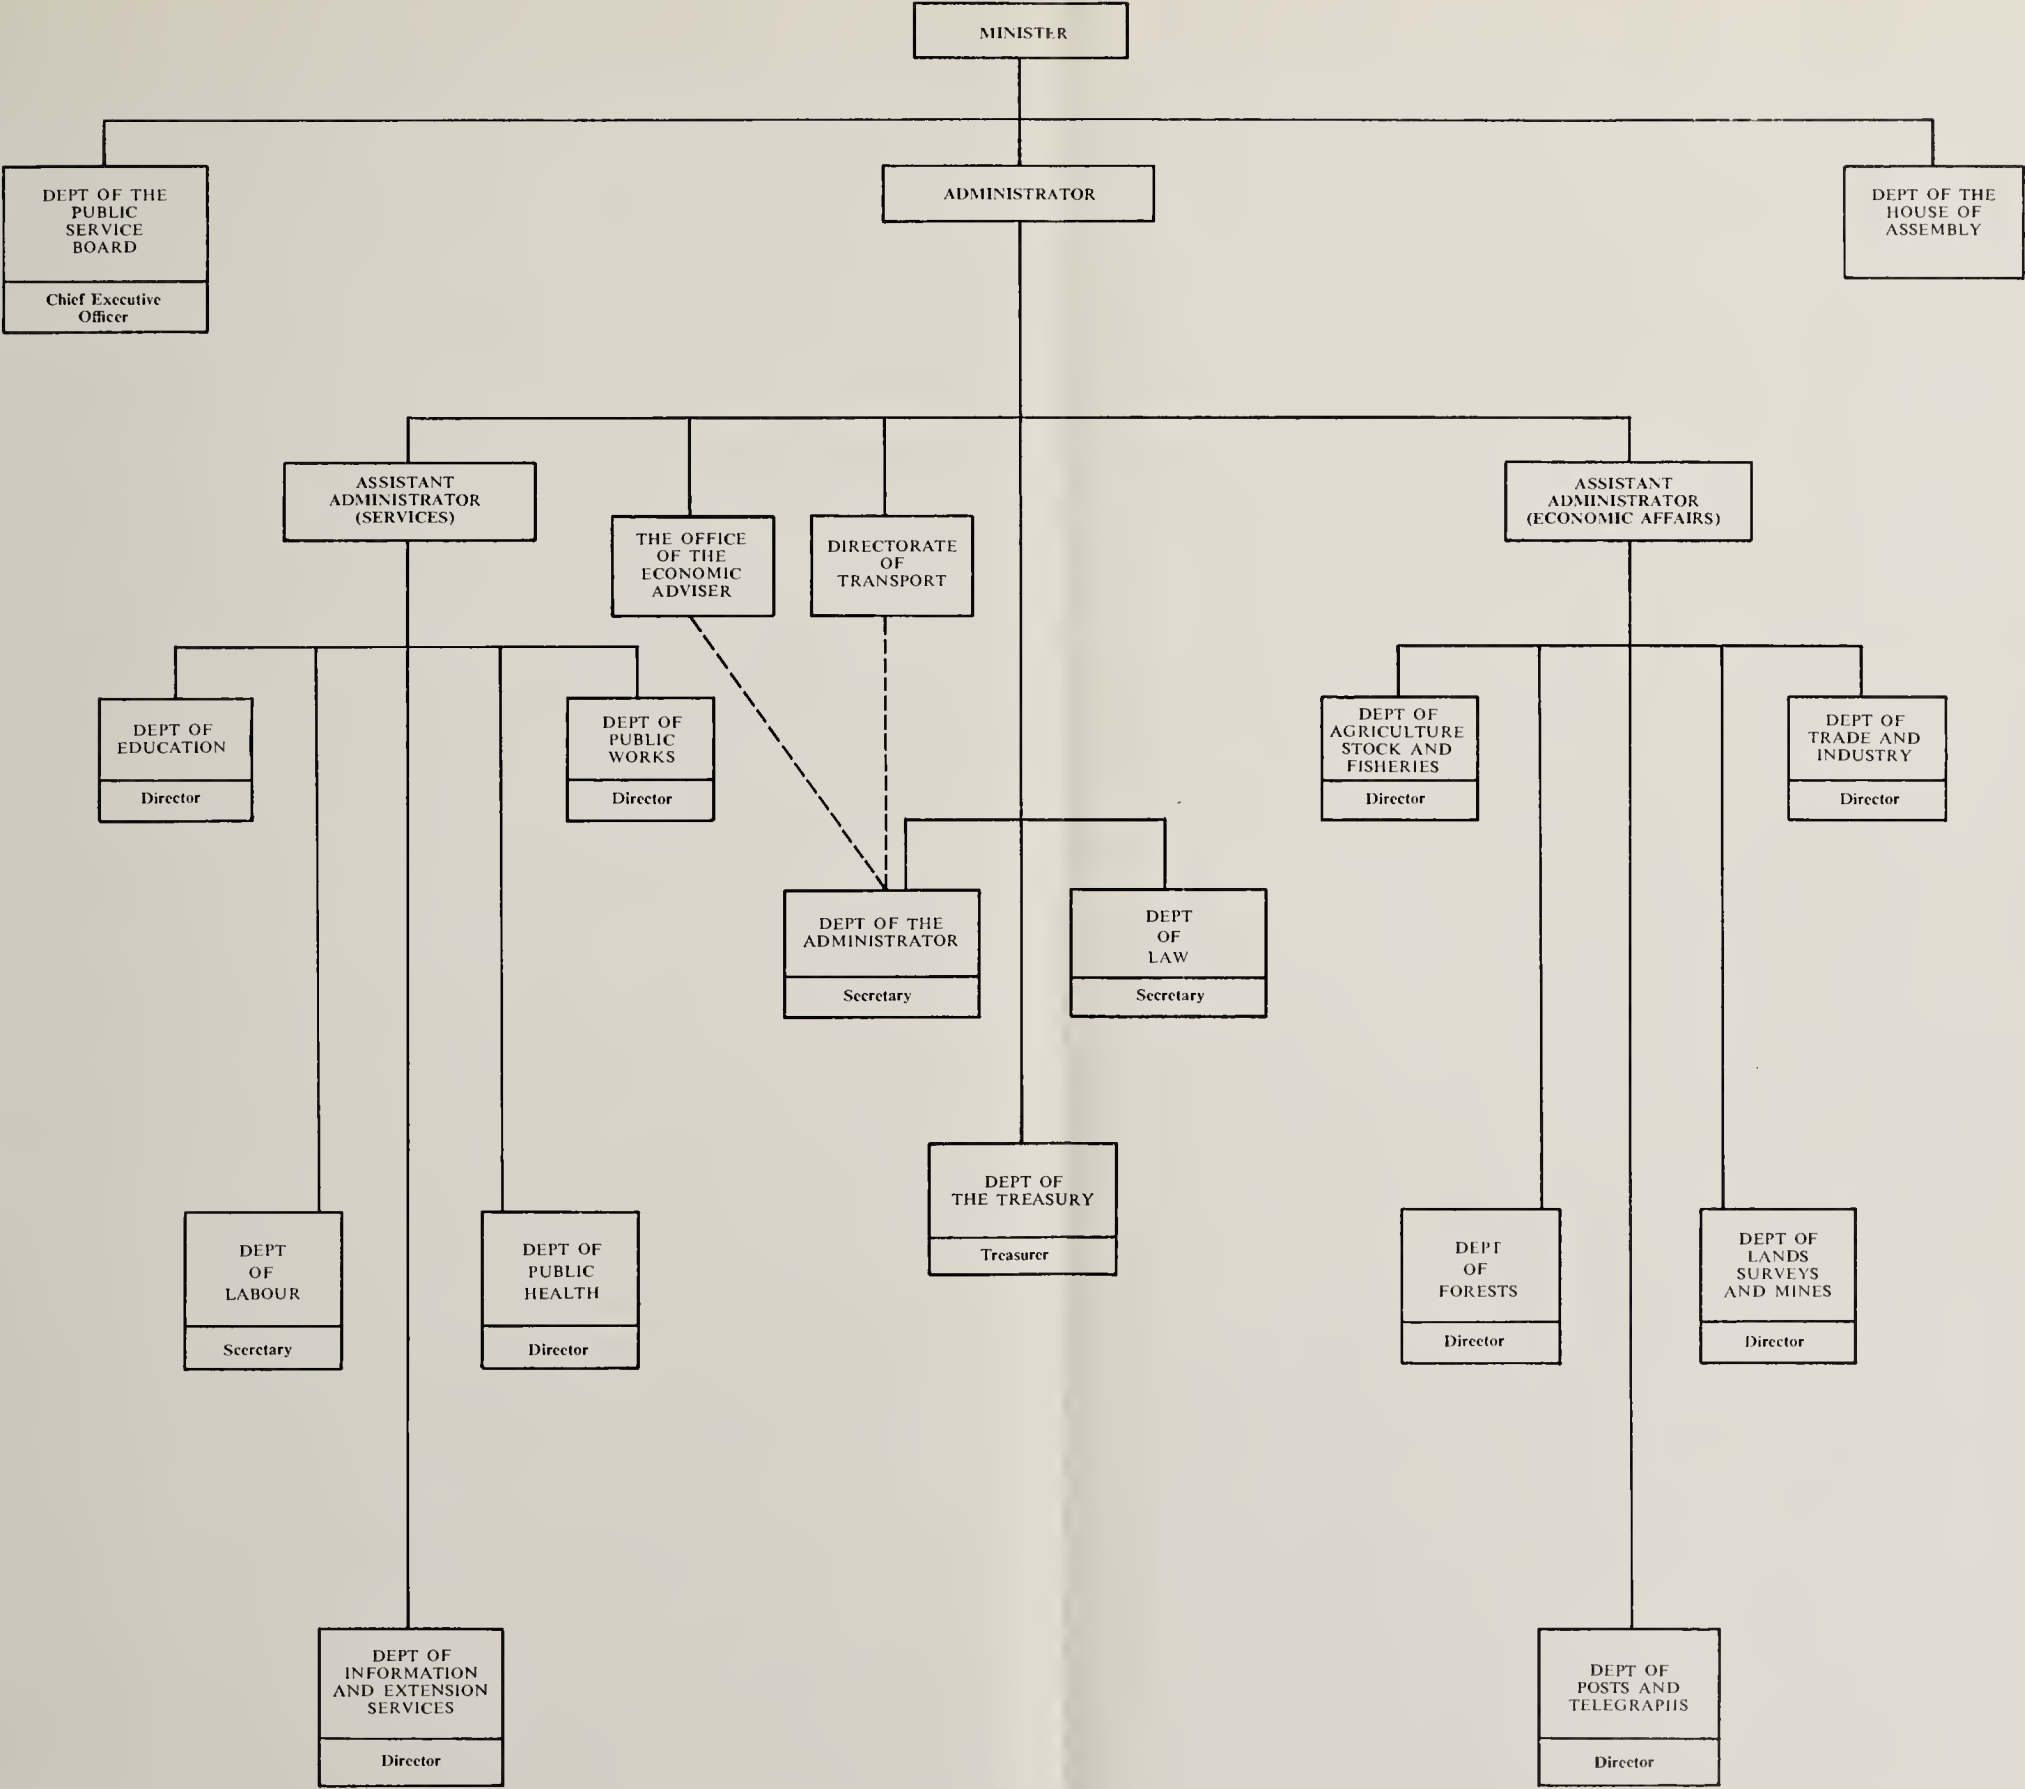 MINISTER
DEPT OF THE
PUBLIC
SERVICE
BOARD
Chief Executive
Officer
ADMINISTRATOR
DEPT OF THE
HOUSE OF
ASSEMBLY
ASSISTANT
ADMINISTRATOR
(SERVICES)
THE OFFICE
OF THE
ECONOMIC
ADVISER
DIRECTORATE
OF
TRANSPORT
ASSISTANT
ADMINISTRATOR
(ECONOMIC AFFAIRS)
DEPT OF
EDUCATION
Director
DEPT OF
PUBLIC
WORKS
Director
DEPT OF
AGRICULTURE
STOCK AND
FISHERIES
Director
DEPT OF
TRADE AND
INDUSTRY
Director
DEPT OF THE
ADMINISTRATOR
Secretary
DEPT
OF
LAW
Secretary
DEPT OF
THE TREASURY
Treasurer
DEPT
OF
LABOUR
Secretary
DEPT OF
PUBLIC
HEALTH
Director
DEPT
OF
FORESTS
Director
DEPT OF
LANDS
SURVEYS
AND MINES
Director
DEPT OF
INFORMATION
AND EXTENSION
SERVICES
Director
DEPT OF
POSTS AND
TELEGRAPHS
Director